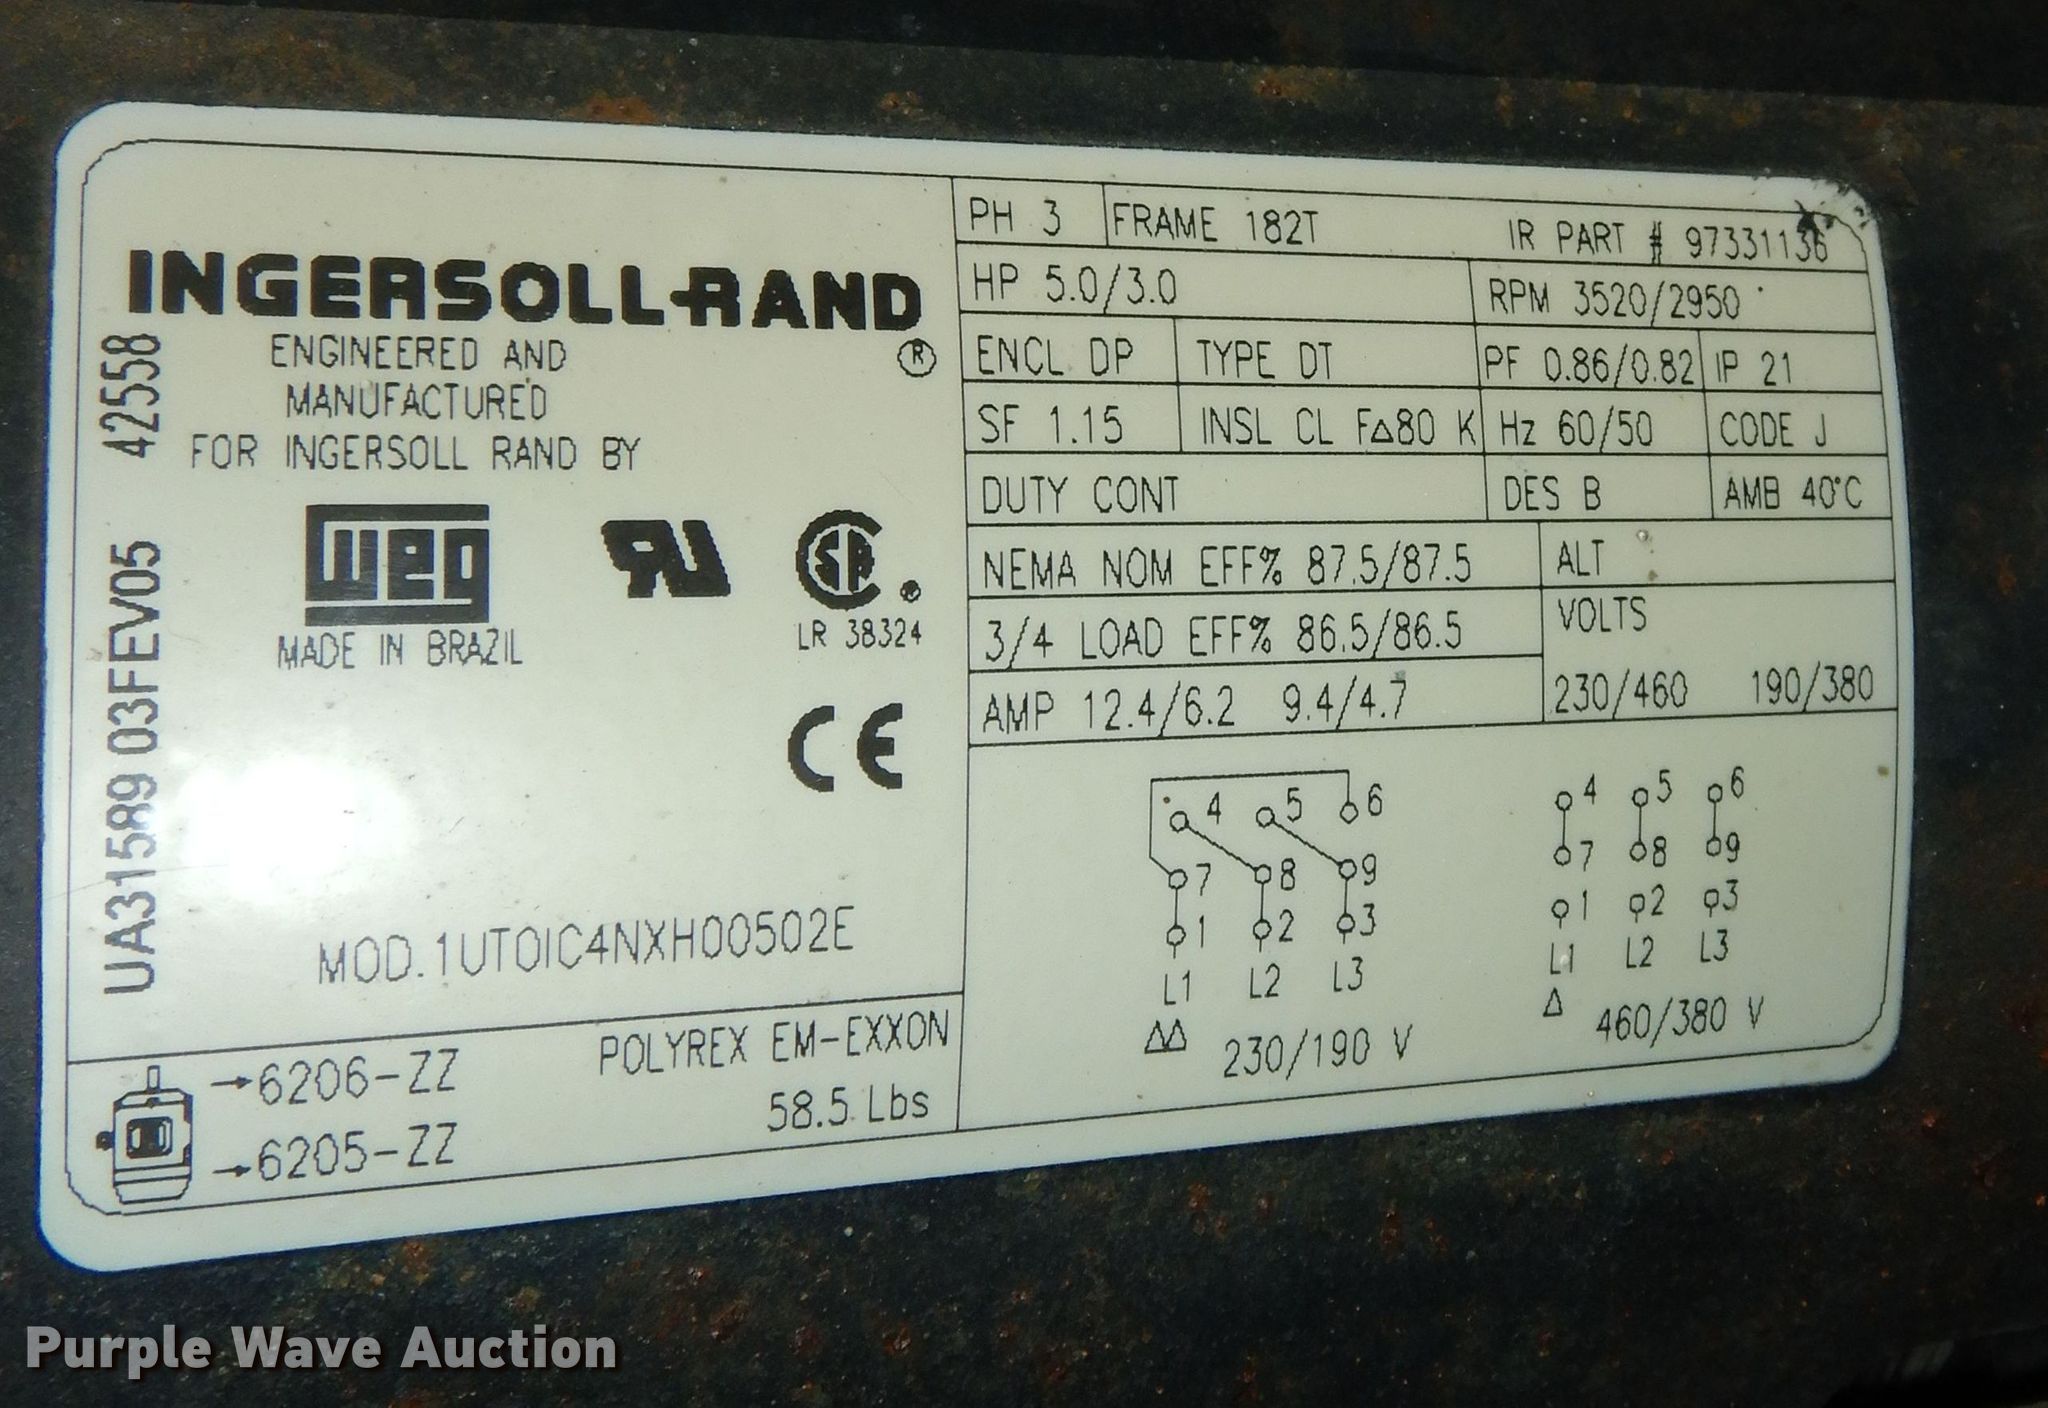 INGERSOLL-RAND
®
ENGINEERED AND
MANUFACTURED
FOR INGERSOLL RAND BY
WEG
MADE IN BRAZIL
LR 38324
CE
UA31589 03FEV05 42558
MOD.1UTOIC4NXH00502E
6206-ZZ
6205-ZZ
POLYREX EM-EXXON
58.5 Lbs
PH 3 FRAME 182T IR PART # 97331136
HP 5.0/3.0 RPM 3520/2950
ENCL DP TYPE DT PF 0.86/0.82 IP 21
SF 1.15 INSL CL F△80 K Hz 60/50 CODE J
DUTY CONT DES B AMB 40°C
NEMA NOM EFF% 87.5/87.5 ALT
3/4 LOAD EFF% 86.5/86.5 VOLTS
AMP 12.4/6.2 9.4/4.7 230/460 190/380
4 5 6
7 8 9
1 2 3
L1 L2 L3
△△ 230/190 V
4 5 6
7 8 9
1 2 3
L1 L2 L3
△ 460/380 V
Purple Wave Auction